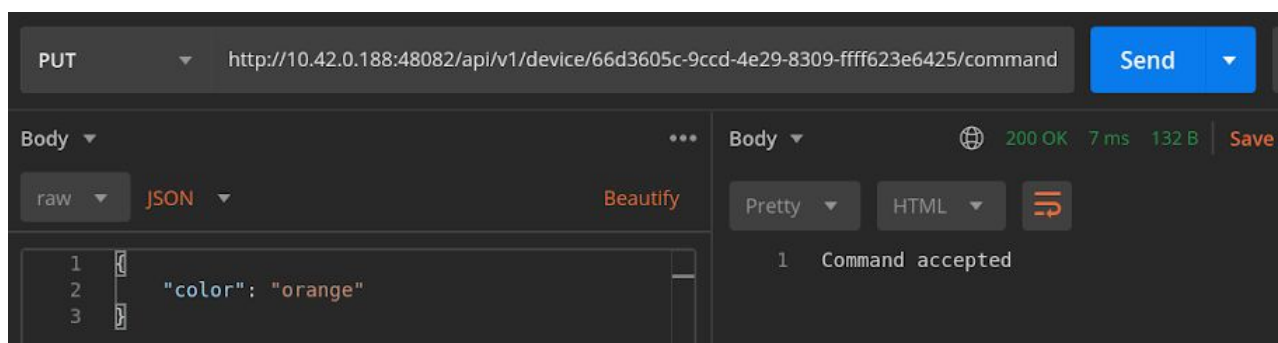 PUT http://10.42.0.188:48082/api/v1/device/66d3605c-9ccd-4e29-8309-ffff623e6425/command Send
Body ••• Body 200 OK 7 ms 132 B Save
raw JSON Beautify Pretty HTML
1 {
2 "color": "orange"
3 }
1 Command accepted